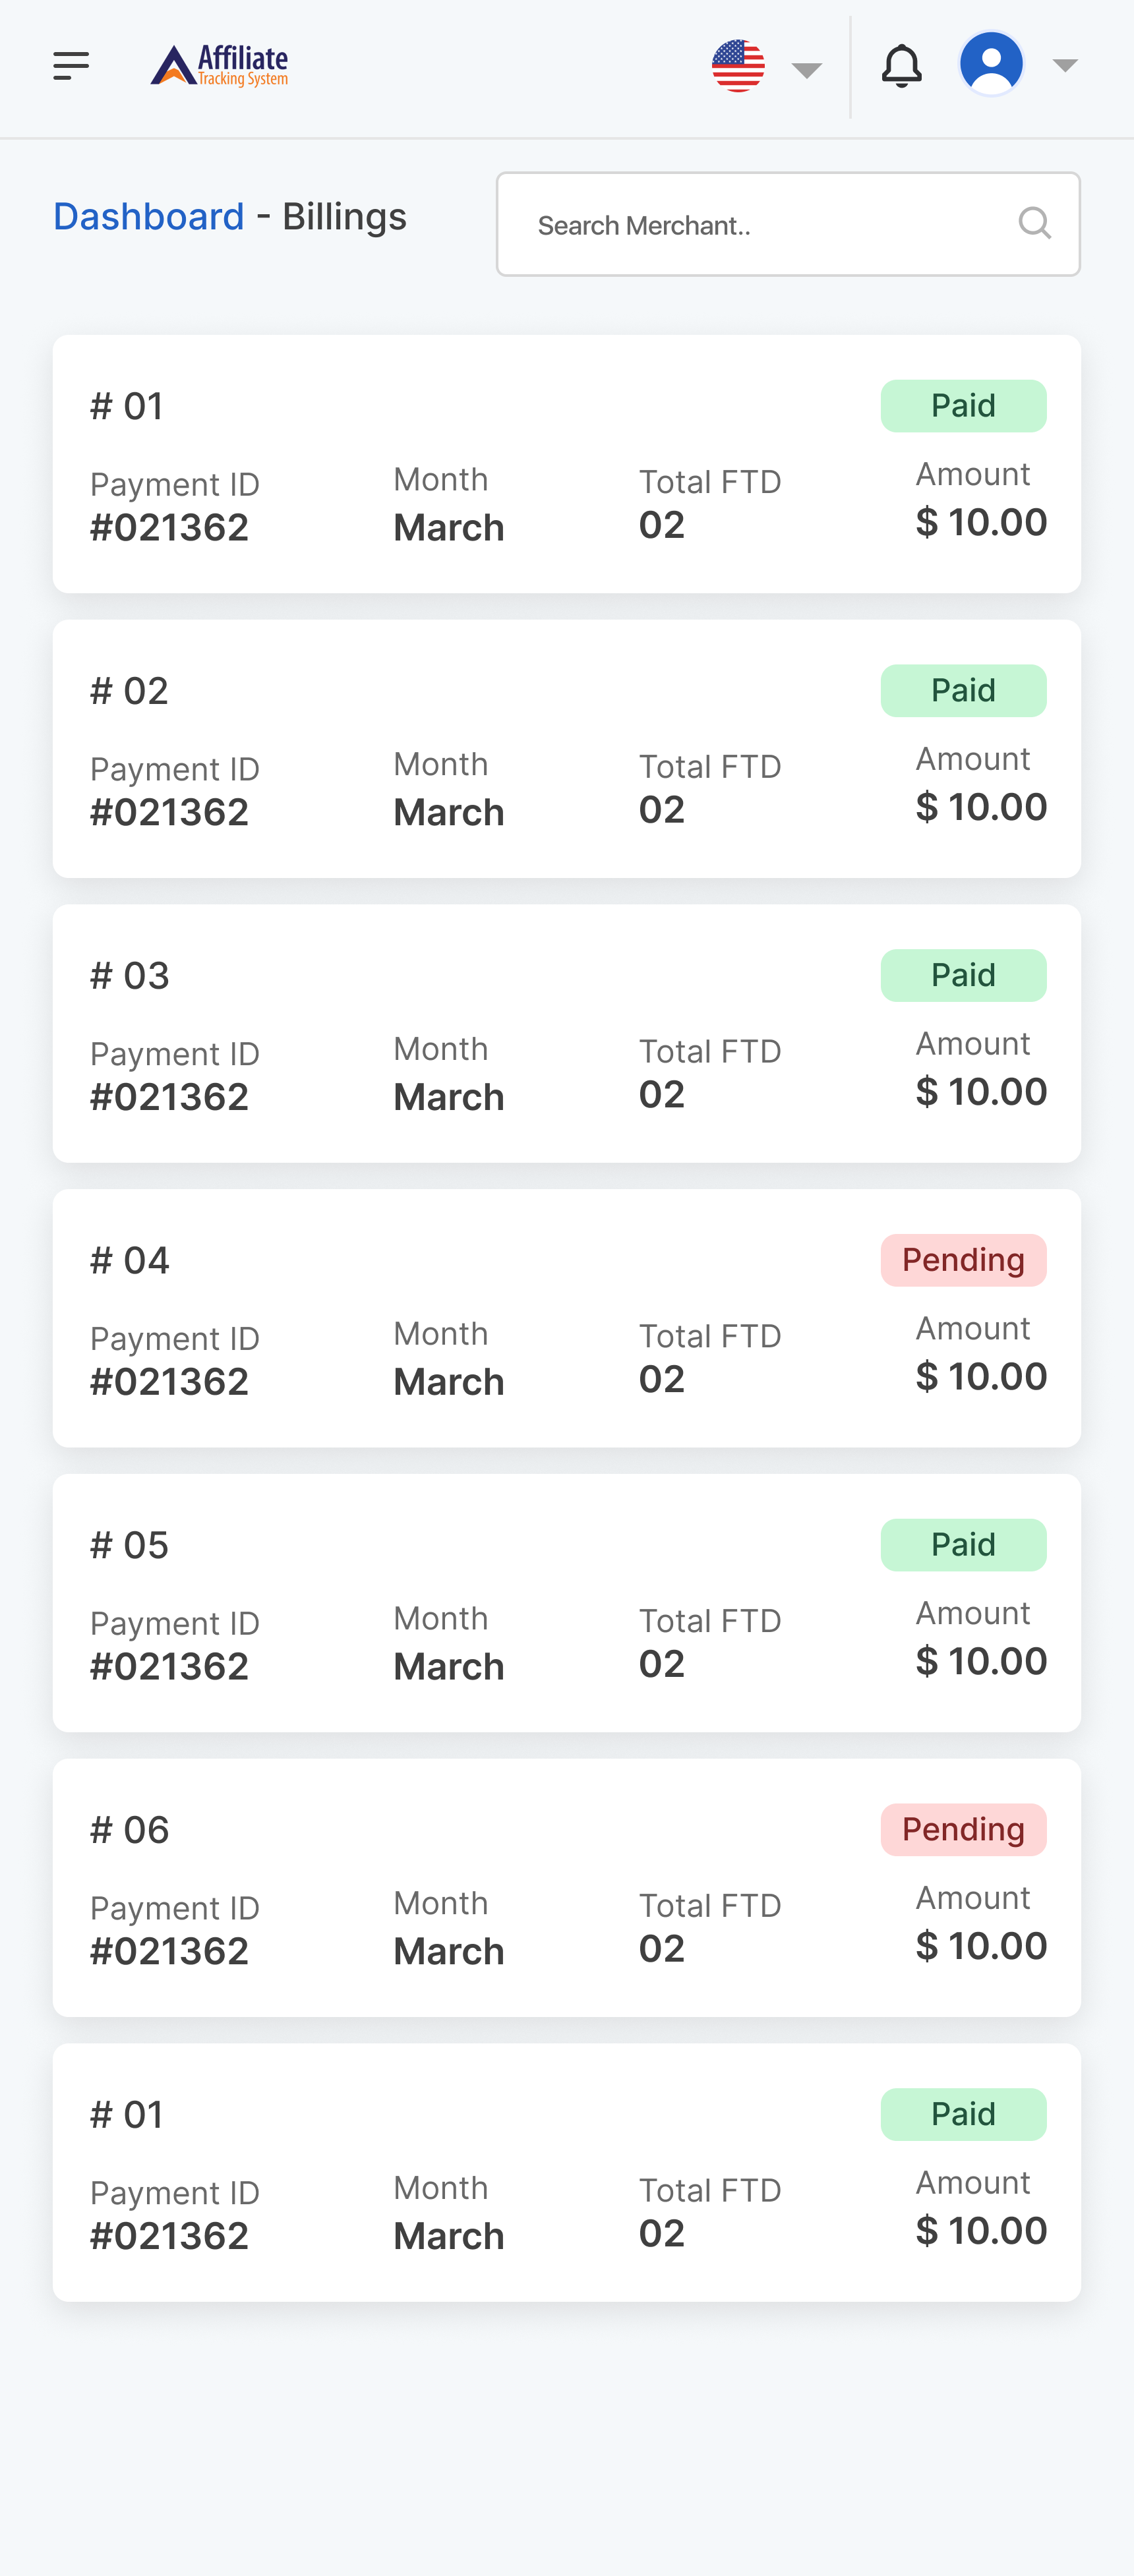 Affiliate
Tracking System
Dashboard - Billings
Search Merchant..
# 01
Paid
Payment ID Month Total FTD Amount
#021362 March 02 $ 10.00
# 02
Paid
Payment ID Month Total FTD Amount
#021362 March 02 $ 10.00
# 03
Paid
Payment ID Month Total FTD Amount
#021362 March 02 $ 10.00
# 04
Pending
Payment ID Month Total FTD Amount
#021362 March 02 $ 10.00
# 05
Paid
Payment ID Month Total FTD Amount
#021362 March 02 $ 10.00
# 06
Pending
Payment ID Month Total FTD Amount
#021362 March 02 $ 10.00
# 01
Paid
Payment ID Month Total FTD Amount
#021362 March 02 $ 10.00